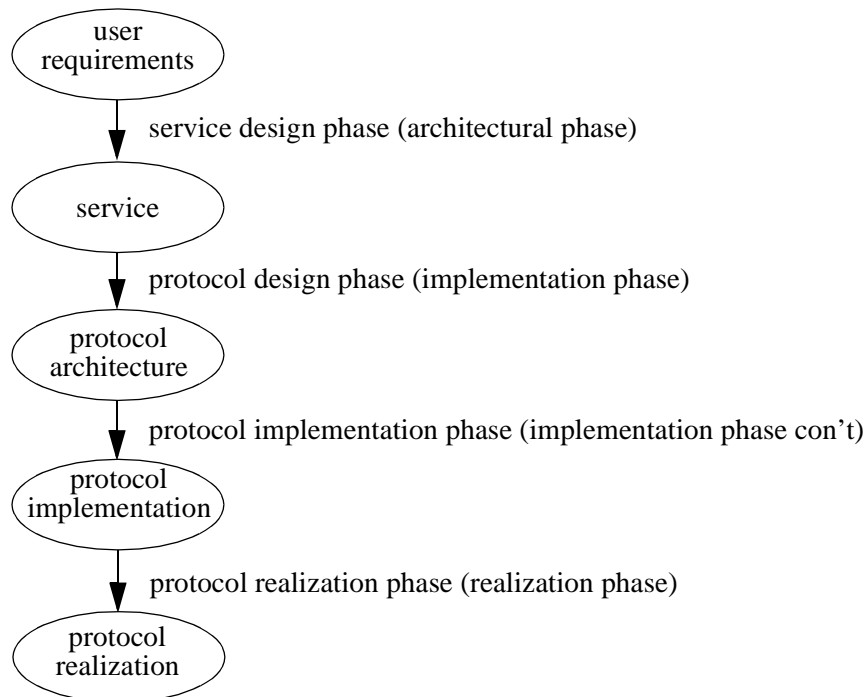 user
requirements
service design phase (architectural phase)
service
protocol design phase (implementation phase)
protocol
architecture
protocol implementation phase (implementation phase con’t)
protocol
implementation
protocol realization phase (realization phase)
protocol
realization